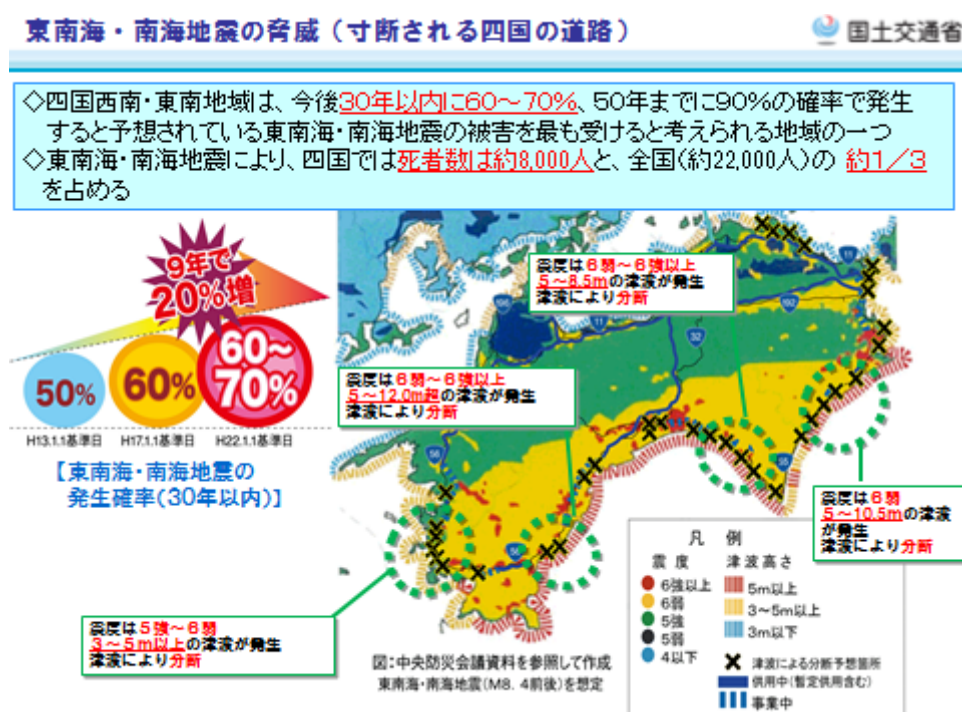 東南海・南海地震の脅威（寸断される四国の道路）
国土交通省
◇四国西南・東南地域は、今後30年以内に60～70%、50年までに90%の確率で発生
すると予想されている東南海・南海地震の被害を最も受けると考えられる地域の一つ
◇東南海・南海地震により、四国では死者数は約8,000人と、全国(約22,000人)の 約1／3
を占める
9年で
20%増
50%
60%
60～
70%
H13.1.1基準日
H17.1.1基準日
H22.1.1基準日
【東南海・南海地震の
発生確率(30年以内)】
震度は６弱～６強以上
５～8.5mの津波が発生
津波により分断
震度は６弱～６強以上
５～12.0m超の津波が発生
津波により分断
震度は６弱
５～10.5mの津波
が発生
津波により分断
震度は５強～６弱
３～５m以上の津波が発生
津波により分断
11
196
11
192
32
56
55
56
図：中央防災会議資料を参照して作成
東南海・南海地震(M8.4前後)を想定
凡 例
震度 津波高さ
6強以上
6弱
5強
5弱
4以下
5m以上
3～5m以上
3m以下
津波による分断予想箇所
供用中(暫定供用含む)
事業中